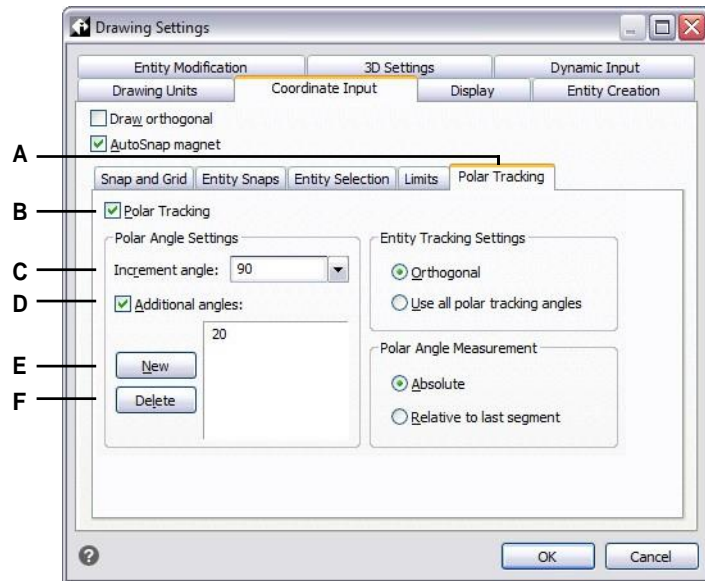 Drawing Settings
Entity Modification 3D Settings Dynamic Input
Drawing Units Coordinate Input Display Entity Creation
Draw orthogonal
AutoSnap magnet
A
Snap and Grid Entity Snaps Entity Selection Limits Polar Tracking
B Polar Tracking
Polar Angle Settings Entity Tracking Settings
C Increment angle: 90 Orthogonal
D Additional angles: Use all polar tracking angles
20
Polar Angle Measurement
E New Absolute
F Delete Relative to last segment
? OK Cancel